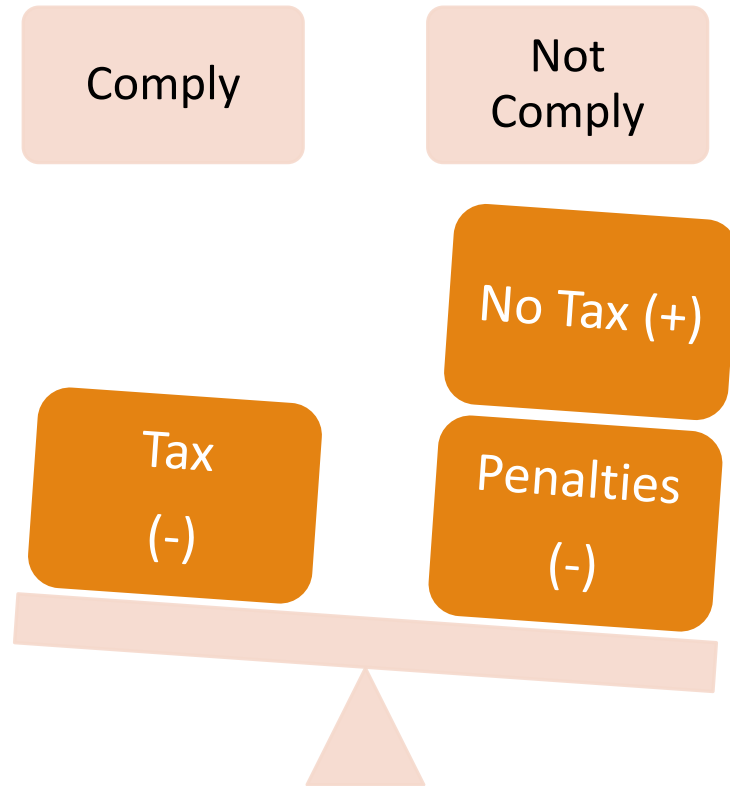 Comply
Not
Comply
No Tax (+)
Tax
(-)
Penalties
(-)